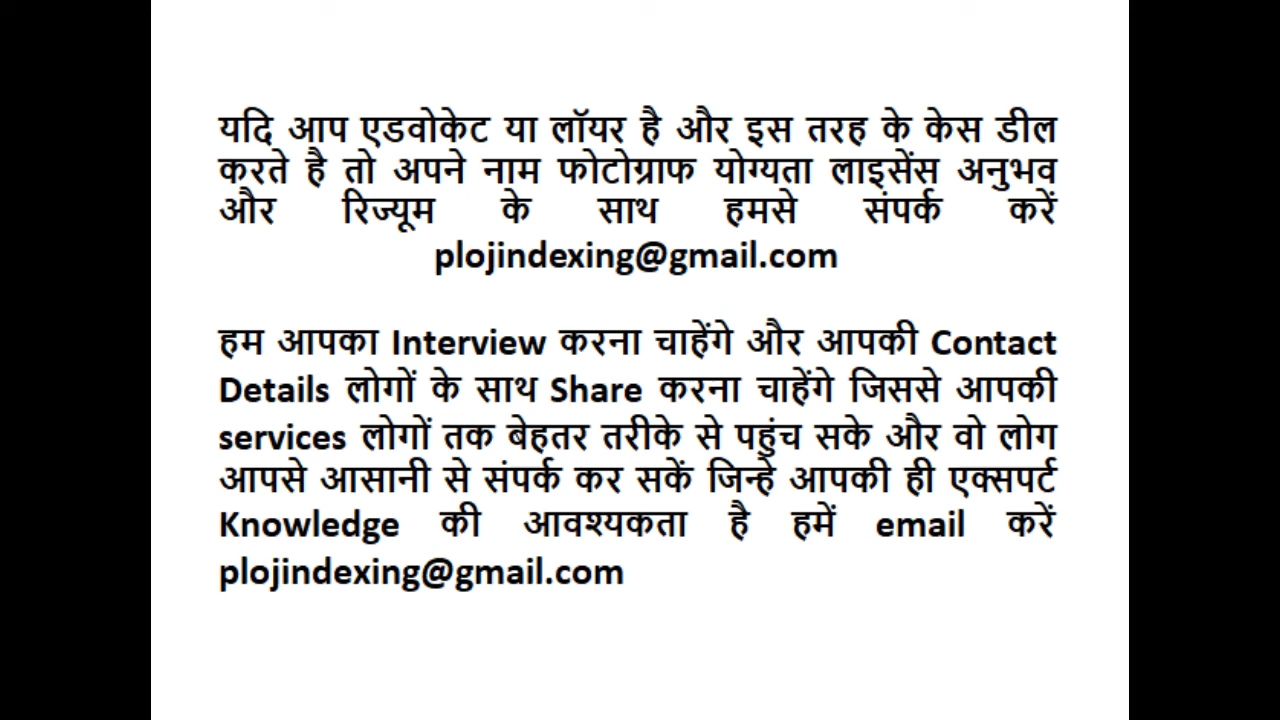 यदि आप एडवोकेट या लॉयर है और इस तरह के केस डील
करते है तो अपने नाम फोटोग्राफ योग्यता लाइसेंस अनुभव
और रिज्यूम के साथ हमसे संपर्क करें
plojindexing@gmail.com
हम आपका Interview करना चाहेंगे और आपकी Contact
Details लोगों के साथ Share करना चाहेंगे जिससे आपकी
services लोगों तक बेहतर तरीके से पहुंच सके और वो लोग
आपसे आसानी से संपर्क कर सकें जिन्हे आपकी ही एक्सपर्ट
Knowledge की आवश्यकता है हमें email करें
plojindexing@gmail.com